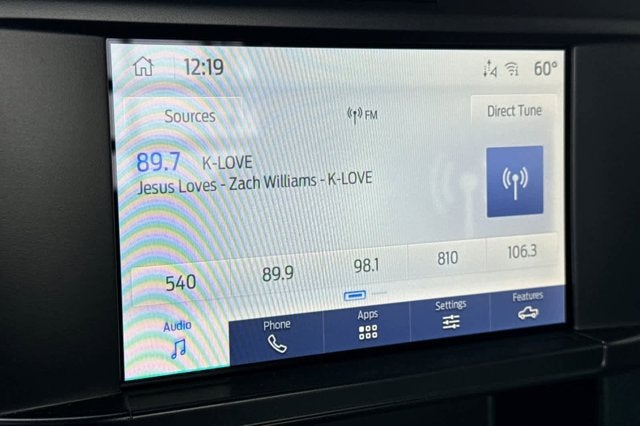 12:19 60°
Sources FM Direct Tune
89.7 K-LOVE
Jesus Loves - Zach Williams - K-LOVE
540 89.9 98.1 810 106.3
Audio Phone Apps Settings Features